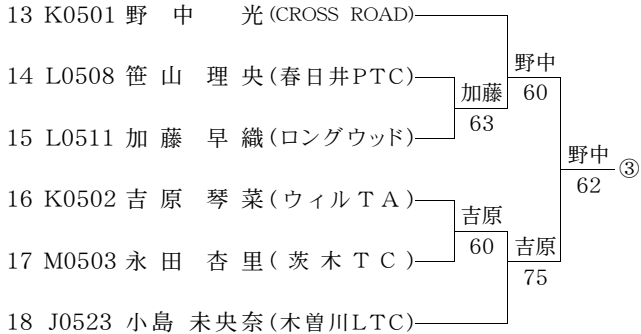 13 K0501 野中 光(CROSS ROAD)
野中
14 L0508 笹山 理央(春日井PTC)
加藤 60
63
15 L0511 加藤 早織(ロングウッド)
野中 ③
62
16 K0502 吉原 琴菜(ウィルTA)
吉原
60 吉原
17 M0503 永田 杏里(茨木TC)
75
18 J0523 小島 未央奈(木曽川LTC)